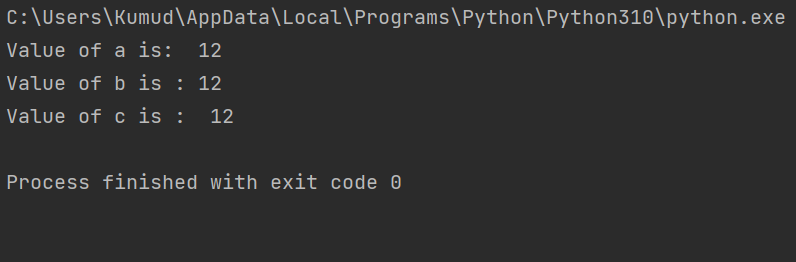 C:\Users\Kumud\AppData\Local\Programs\Python\Python310\python.exe
Value of a is:  12
Value of b is : 12
Value of c is :  12
Process finished with exit code 0